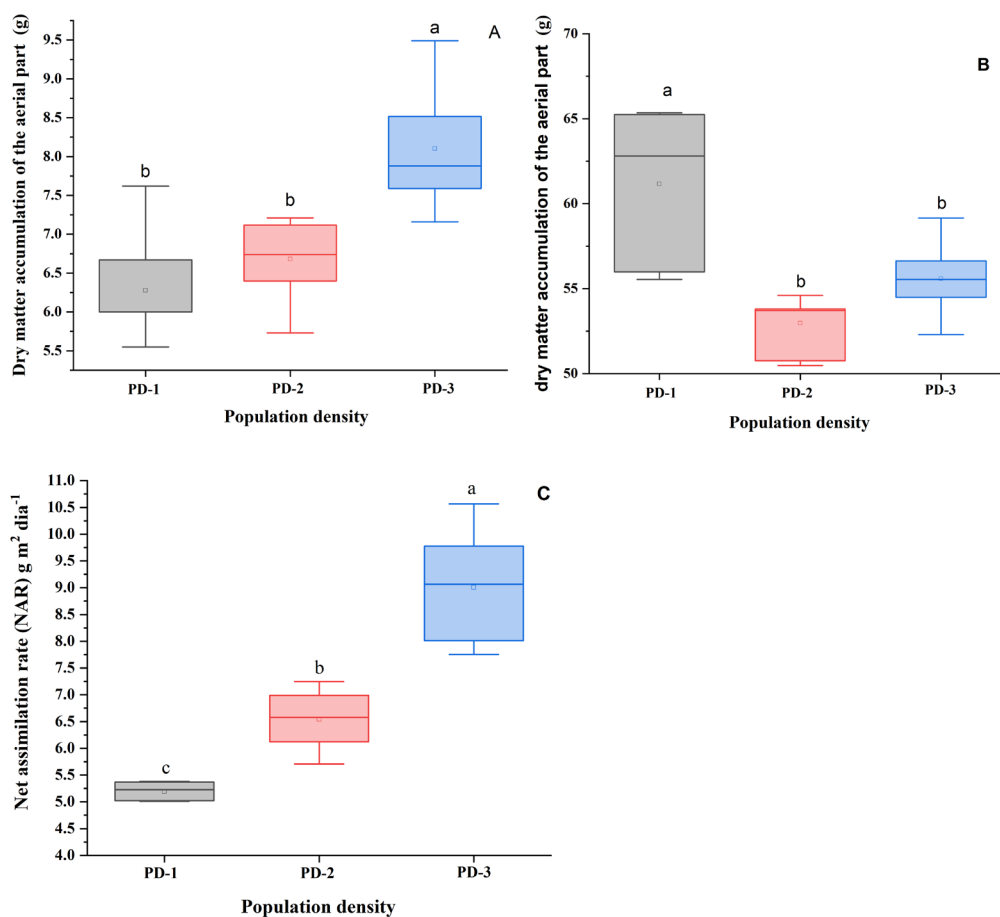 Dry matter accumulation of the aerial part (g)
A
9.5
9.0
8.5
8.0
7.5
7.0
6.5
6.0
5.5
b
b
a
PD-1
PD-2
PD-3
Population density
dry matter accumulation of the aerial part (g)
B
70
65
60
55
50
a
b
b
PD-1
PD-2
PD-3
Population density
Net assimilation rate (NAR) g m² dia⁻¹
C
11.0
10.5
10.0
9.5
9.0
8.5
8.0
7.5
7.0
6.5
6.0
5.5
5.0
4.5
4.0
c
b
a
PD-1
PD-2
PD-3
Population density